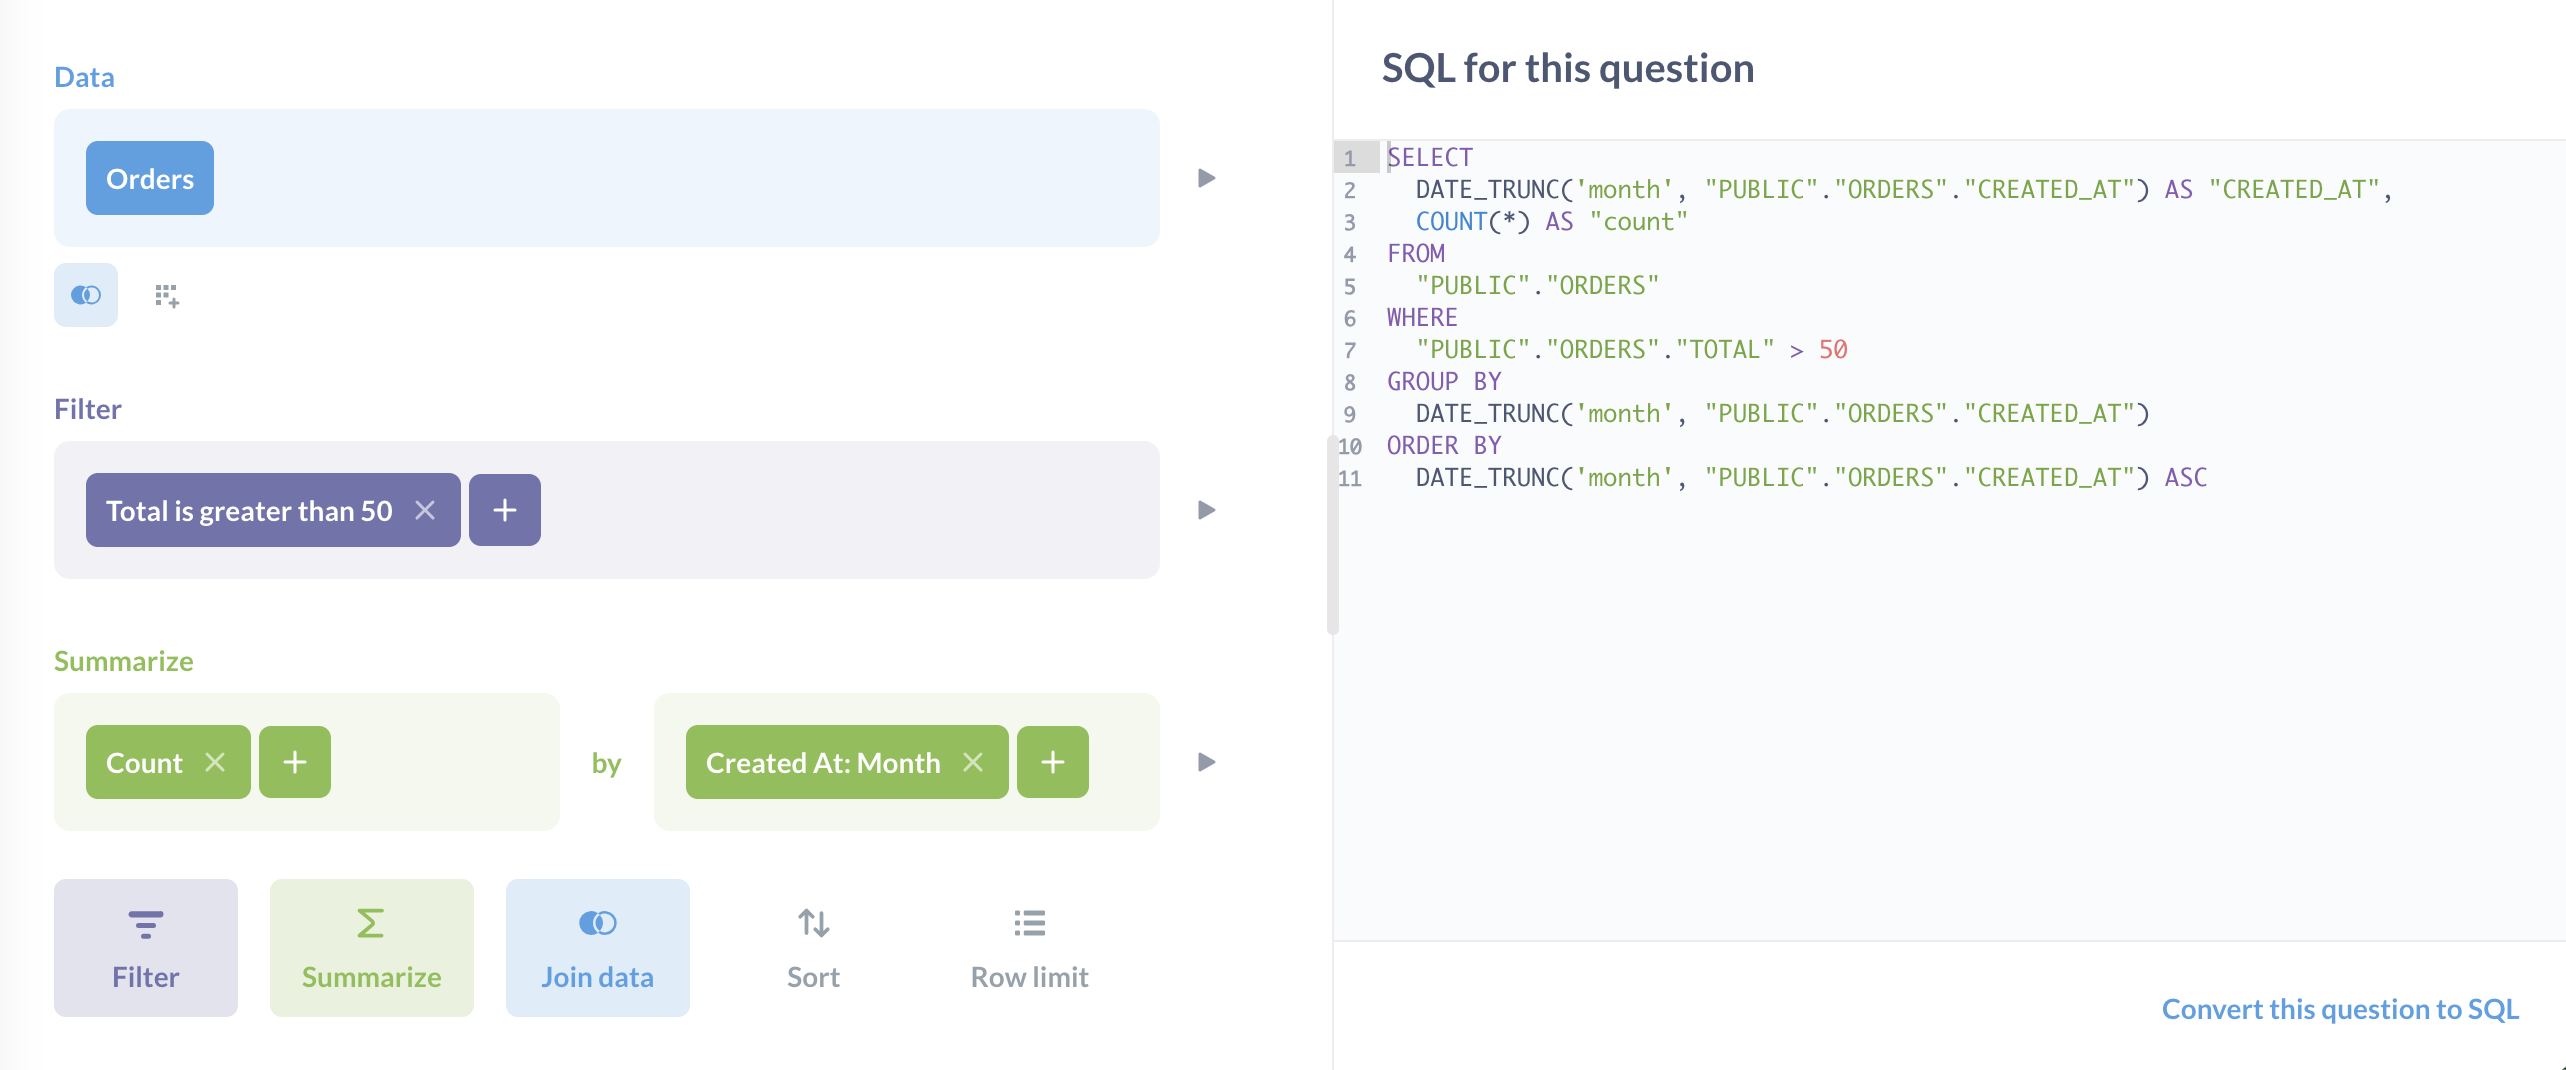 Data
Orders
Filter
Total is greater than 50
Summarize
Count
by
Created At: Month
Filter
Summarize
Join data
Sort
Row limit
SQL for this question
1 SELECT
2 DATE_TRUNC('month', "PUBLIC"."ORDERS"."CREATED_AT") AS "CREATED_AT",
3 COUNT(*) AS "count"
4 FROM
5 "PUBLIC"."ORDERS"
6 WHERE
7 "PUBLIC"."ORDERS"."TOTAL" > 50
8 GROUP BY
9 DATE_TRUNC('month', "PUBLIC"."ORDERS"."CREATED_AT")
10 ORDER BY
11 DATE_TRUNC('month', "PUBLIC"."ORDERS"."CREATED_AT") ASC
Convert this question to SQL